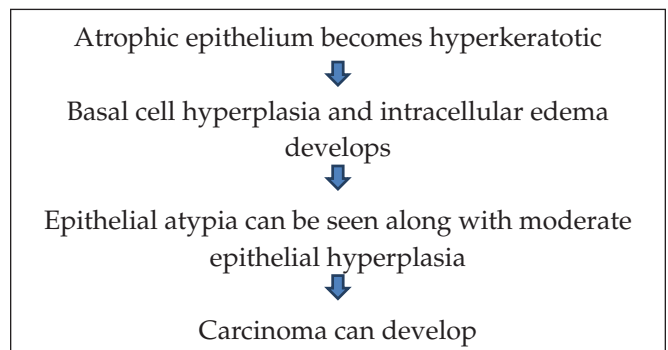 Atrophic epithelium becomes hyperkeratotic
Basal cell hyperplasia and intracellular edema
develops
Epithelial atypia can be seen along with moderate
epithelial hyperplasia
Carcinoma can develop